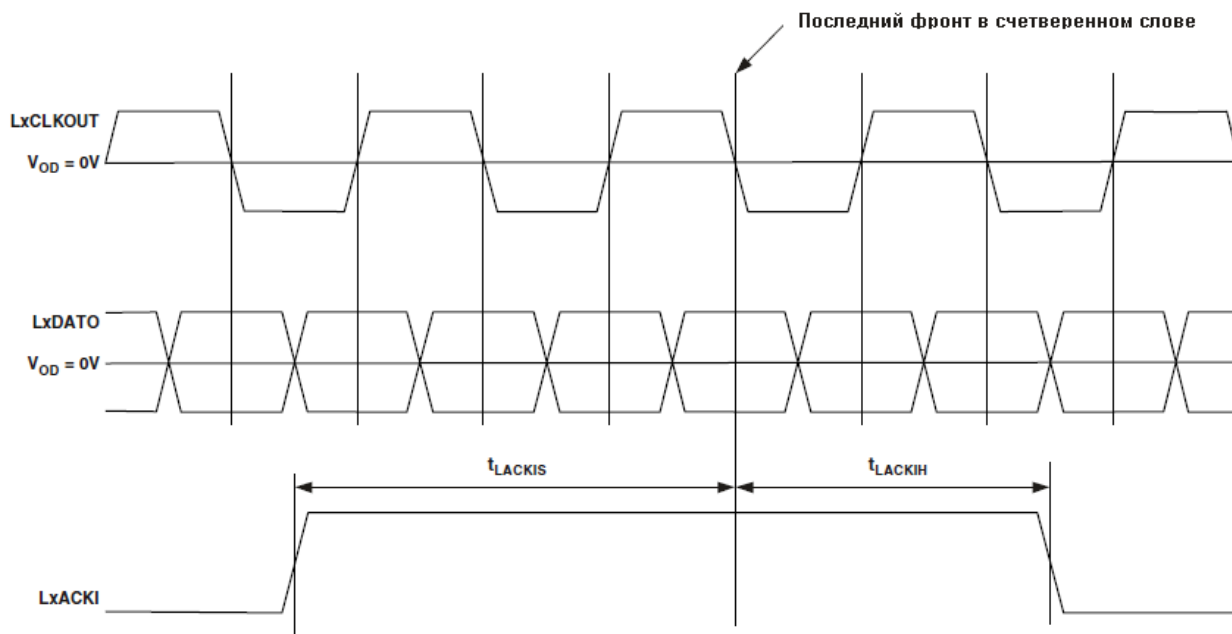 Последний фронт в счетверенном слове
LxCLKOUT
VOD = 0V
LxDATO
VOD = 0V
tLACKIS
tLACKIH
LxACKI